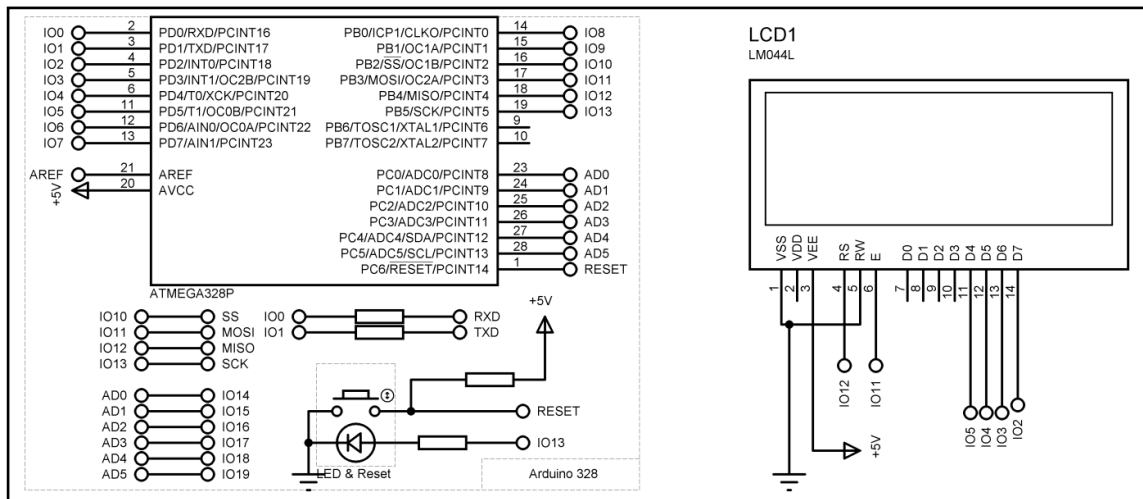 IO0 2 PD0/RXD/PCINT16 PB0/ICP1/CLKO/PCINT0 14 IO8
IO1 3 PD1/TXD/PCINT17 PB1/OC1A/PCINT1 15 IO9
IO2 4 PD2/INT0/PCINT18 PB2/SS/OC1B/PCINT2 16 IO10
IO3 5 PD3/INT1/OC2B/PCINT19 PB3/MOSI/OC2A/PCINT3 17 IO11
IO4 6 PD4/T0/XCK/PCINT20 PB4/MISO/PCINT4 18 IO12
IO5 11 PD5/T1/OC0B/PCINT21 PB5/SCK/PCINT5 19 IO13
IO6 12 PD6/AIN0/OC0A/PCINT22 PB6/TOSC1/XTAL1/PCINT6 9
IO7 13 PD7/AIN1/PCINT23 PB7/TOSC2/XTAL2/PCINT7 10
AREF 21 AREF PC0/ADC0/PCINT8 23 AD0
+5V 20 AVCC PC1/ADC1/PCINT9 24 AD1
PC2/ADC2/PCINT10 25 AD2
PC3/ADC3/PCINT11 26 AD3
PC4/ADC4/SDA/PCINT12 27 AD4
PC5/ADC5/SCL/PCINT13 28 AD5
PC6/RESET/PCINT14 1 RESET
ATMEGA328P
IO10 SS IO0 RXD
IO11 MOSI IO1 TXD
IO12 MISO
IO13 SCK
+5V
AD0 IO14
AD1 IO15
AD2 IO16
AD3 IO17
AD4 IO18
AD5 IO19
RESET
IO13
LED & Reset
Arduino 328
LCD1
LM044L
VSS VDD VEE RS RW E D0 D1 D2 D3 D4 D5 D6 D7
1 2 3 4 5 6 7 8 9 10 11 12 13 14
IO12 IO11
IO5 IO4 IO3 IO2
+5V